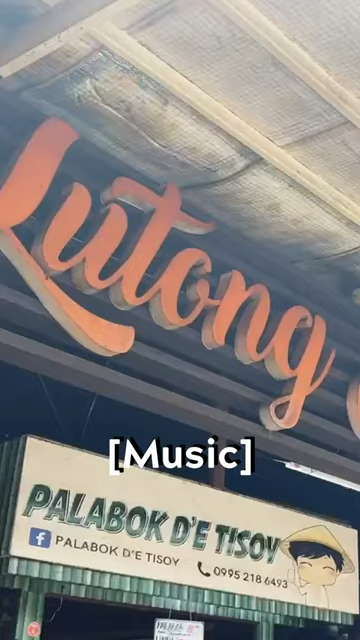 Lutong
[Music]
PALABOK D'E TISOY
PALABOK D'E TISOY
0995 218 6493